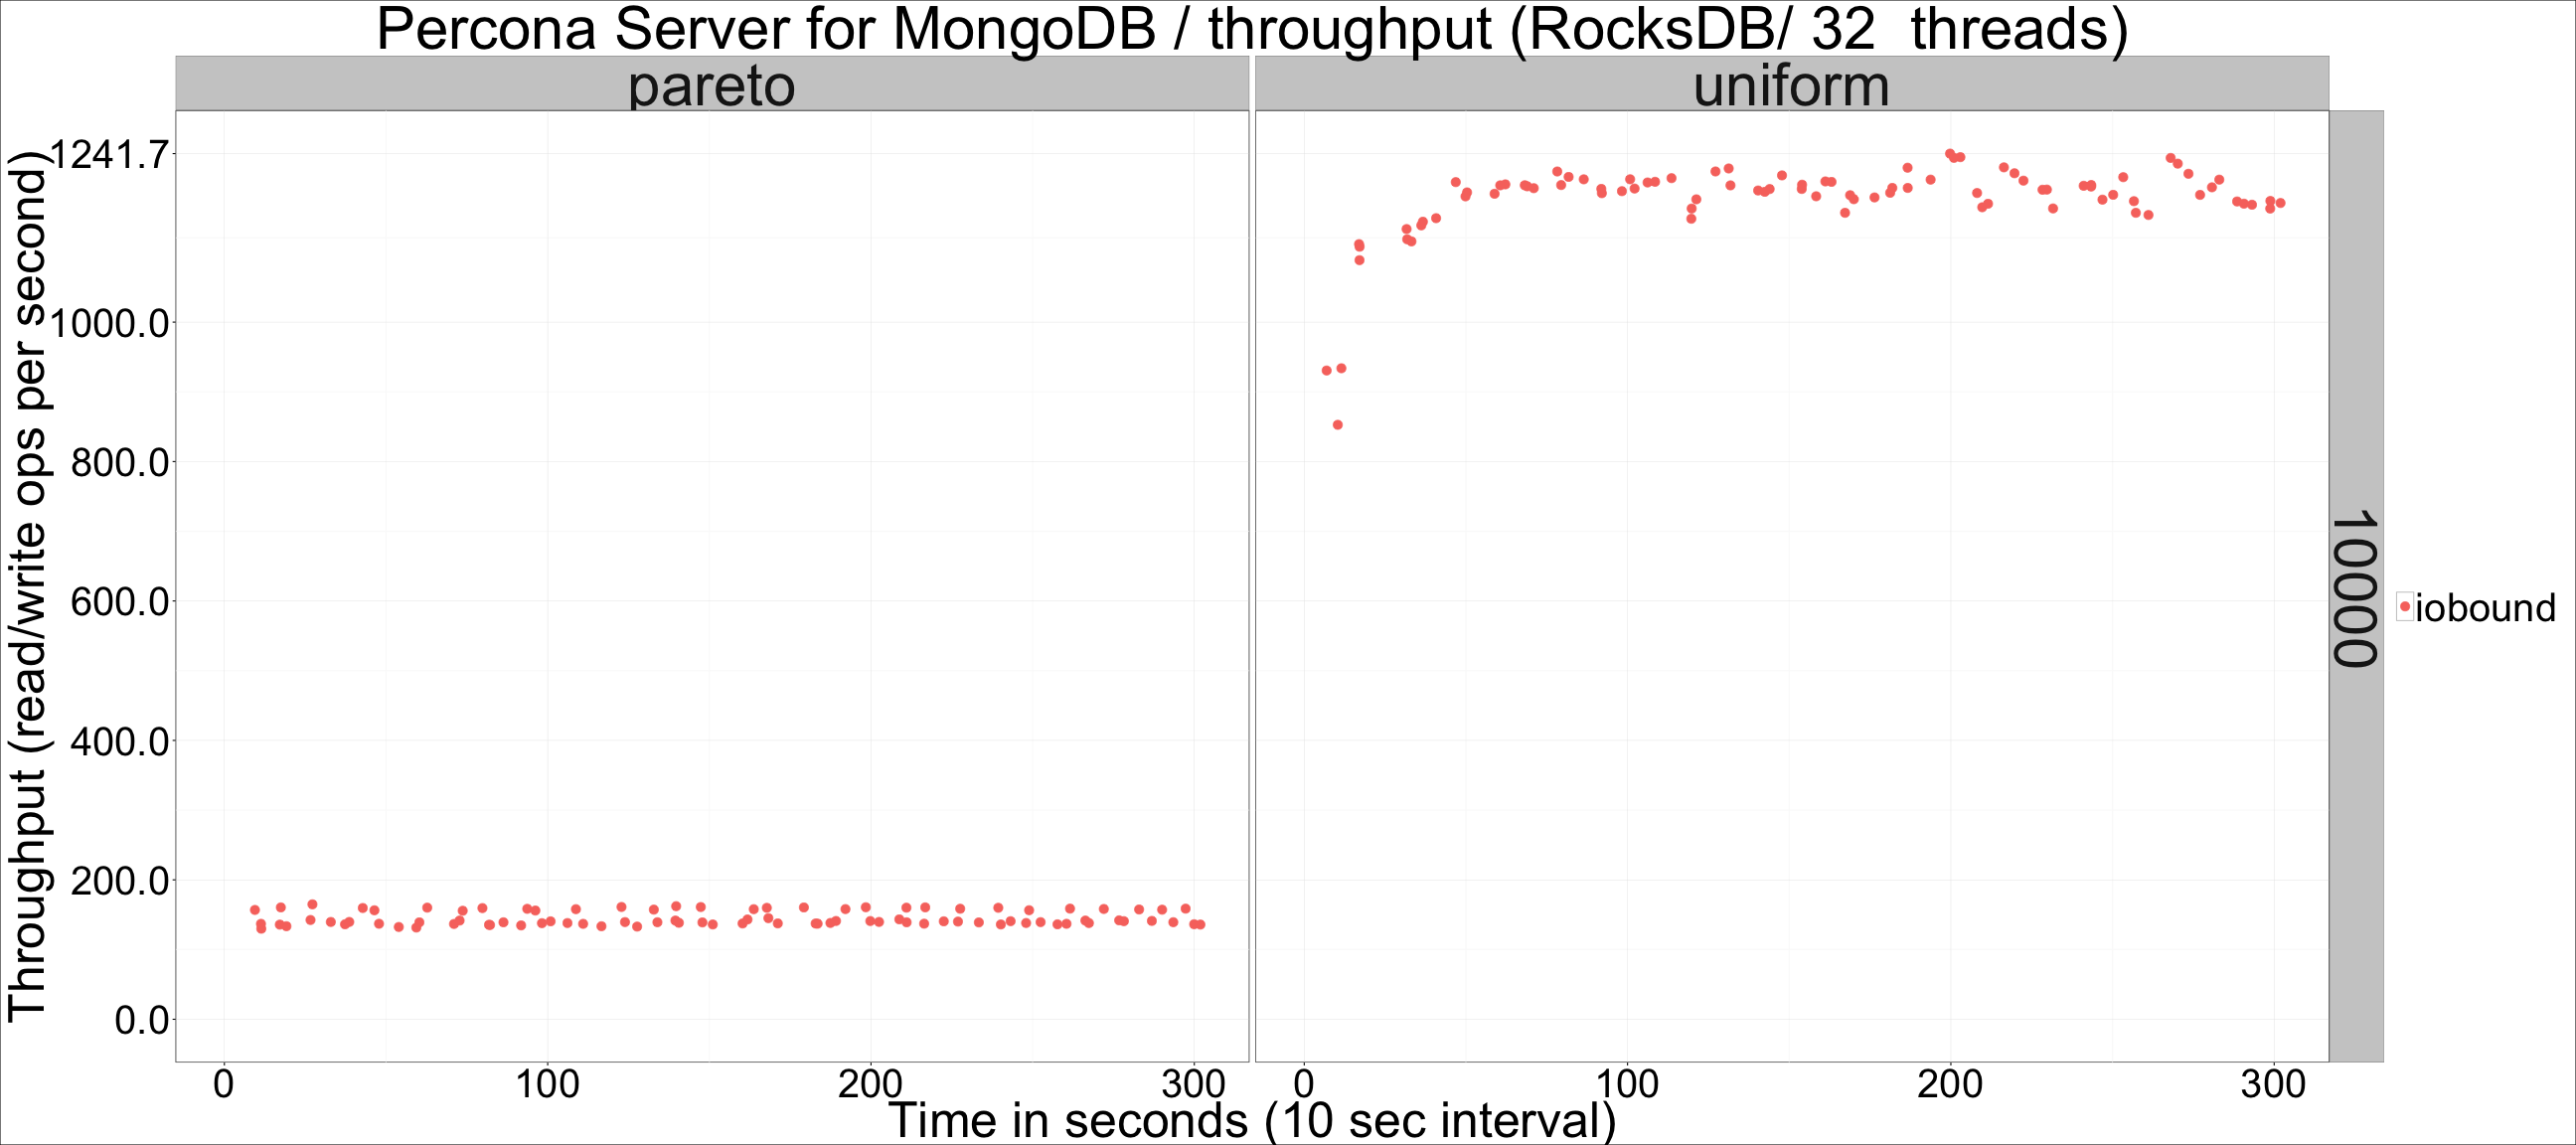 Percona Server for MongoDB / throughput (RocksDB/ 32  threads)
pareto
uniform
Throughput (read/write ops per second)
1241.7
1000.0
800.0
600.0
400.0
200.0
0.0
10000
iobound
0 100 200 300
0 100 200 300
Time in seconds (10 sec interval)